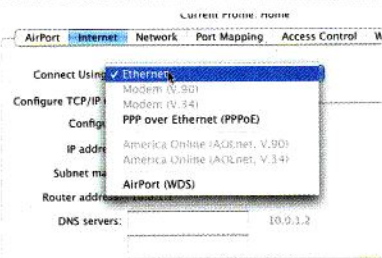 Current Profile: Home
AirPort Internet Network Port Mapping Access Control
Connect Using ✓ Ethernet
Modem (V.90)
Configure TCP/IP
Modem (V.34)
Config
PPP over Ethernet (PPPoE)
IP addre
America Online (AOLnet, V.90)
America Online (AOLnet, V.34)
Subnet ma
AirPort (WDS)
Router address
DNS servers: 10.0.1.2